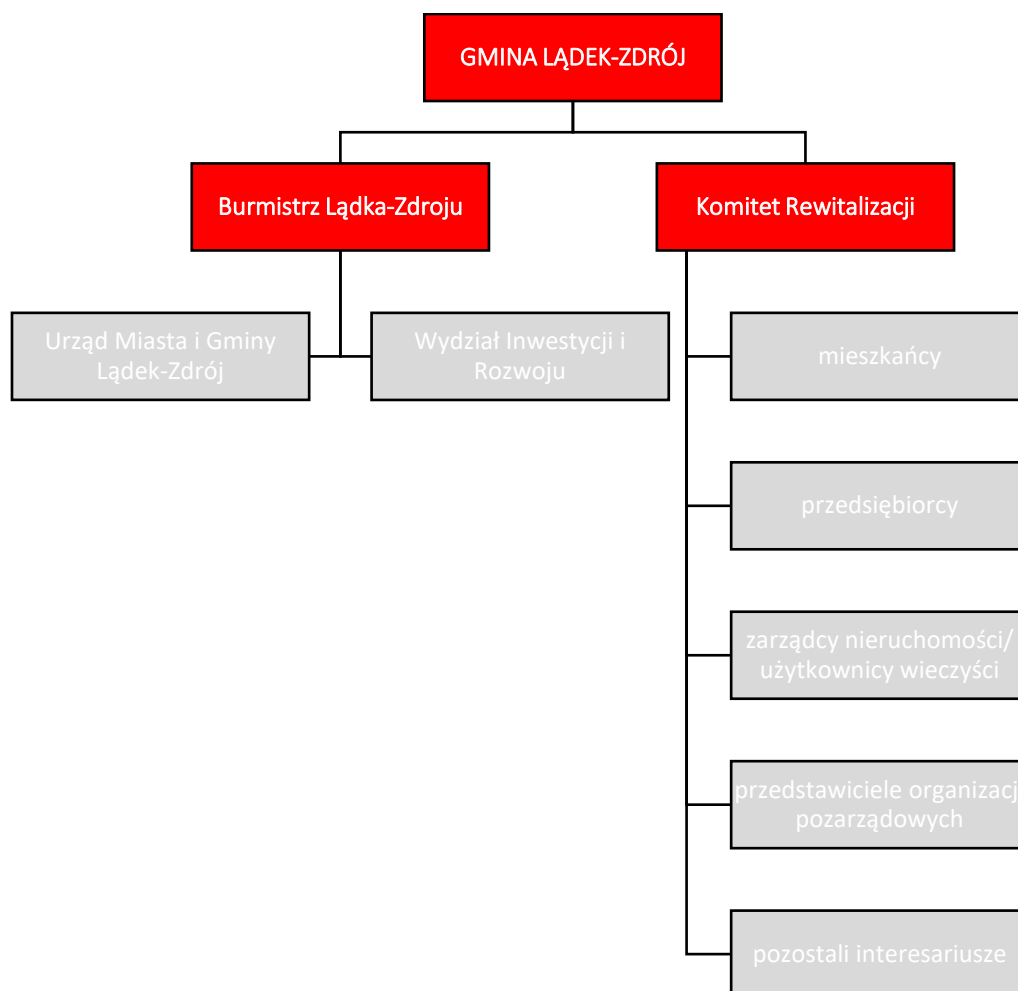 GMINA LĄDEK-ZDRÓJ
Burmistrz Lądka-Zdroju
Komitet Rewitalizacji
Urząd Miasta i Gminy
Lądek-Zdrój
Wydział Inwestycji i
Rozwoju
mieszkańcy
przedsiębiorcy
zarządcy nieruchomości/
użytkownicy wieczyści
przedstawiciele organizacji
pozarządowych
pozostali interesariusze